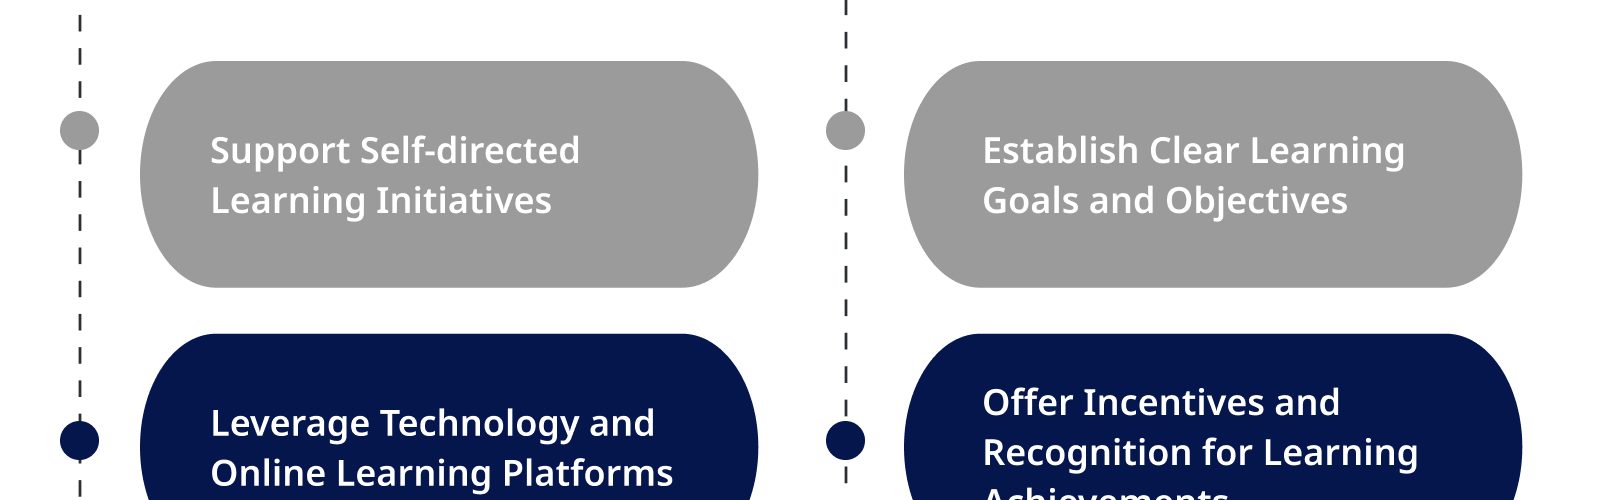 Support Self-directed
Learning Initiatives
Establish Clear Learning
Goals and Objectives
Leverage Technology and
Online Learning Platforms
Offer Incentives and
Recognition for Learning
Achievements